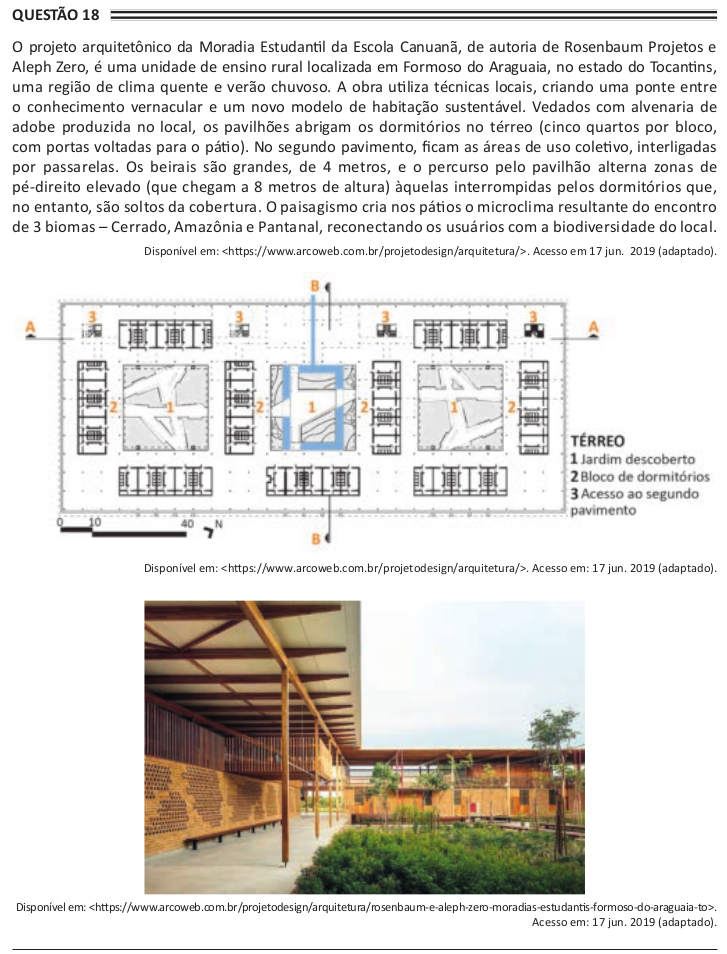 QUESTÃO 18
O projeto arquitetônico da Moradia Estudantil da Escola Canuanã, de autoria de Rosenbaum Projetos e
Aleph Zero, é uma unidade de ensino rural localizada em Formoso do Araguaia, no estado do Tocantins,
uma região de clima quente e verão chuvoso. A obra utiliza técnicas locais, criando uma ponte entre
o conhecimento vernacular e um novo modelo de habitação sustentável. Vedados com alvenaria de
adobe produzida no local, os pavilhões abrigam os dormitórios no térreo (cinco quartos por bloco,
com portas voltadas para o pátio). No segundo pavimento, ficam as áreas de uso coletivo, interligadas
por passarelas. Os beirais são grandes, de 4 metros, e o percurso pelo pavilhão alterna zonas de
pé-direito elevado (que chegam a 8 metros de altura) àquelas interrompidas pelos dormitórios que,
no entanto, são soltos da cobertura. O paisagismo cria nos pátios o microclima resultante do encontro
de 3 biomas – Cerrado, Amazônia e Pantanal, reconectando os usuários com a biodiversidade do local.
Disponível em: <https://www.arcoweb.com.br/projetodesign/arquitetura/>. Acesso em 17 jun. 2019 (adaptado).
B
3 3 3 3
A A
2 1 2 1 2 1 2
TÉRREO
1 Jardim descoberto
2 Bloco de dormitórios
3 Acesso ao segundo
pavimento
0 10 40 N
B
Disponível em: <https://www.arcoweb.com.br/projetodesign/arquitetura/>. Acesso em: 17 jun. 2019 (adaptado).
Disponível em: <https://www.arcoweb.com.br/projetodesign/arquitetura/rosenbaum-e-aleph-zero-moradias-estudantis-formoso-do-araguaia-to>.
Acesso em: 17 jun. 2019 (adaptado).